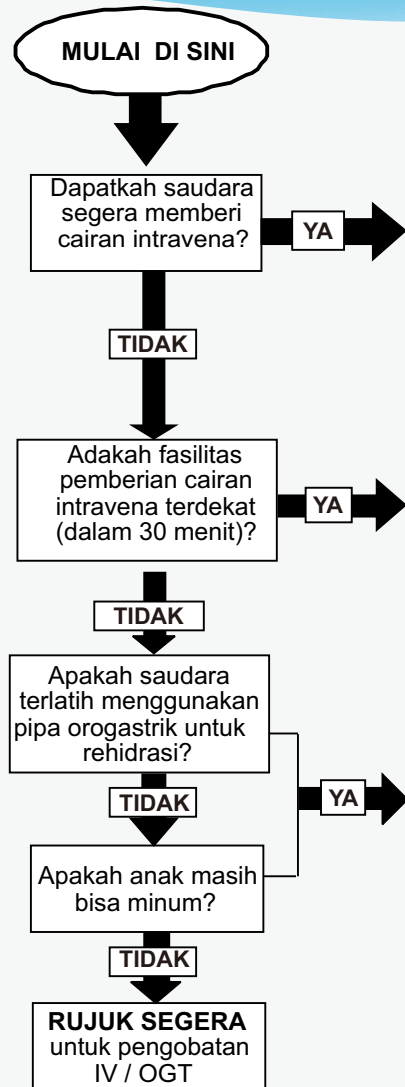 MULAI DI SINI
Dapatkah saudara
segera memberi
cairan intravena?
YA
TIDAK
Adakah fasilitas
pemberian cairan
intravena terdekat
(dalam 30 menit)?
YA
TIDAK
Apakah saudara
terlatih menggunakan
pipa orogastrik untuk
rehidrasi?
YA
TIDAK
Apakah anak masih
bisa minum?
TIDAK
RUJUK SEGERA
untuk pengobatan
IV / OGT